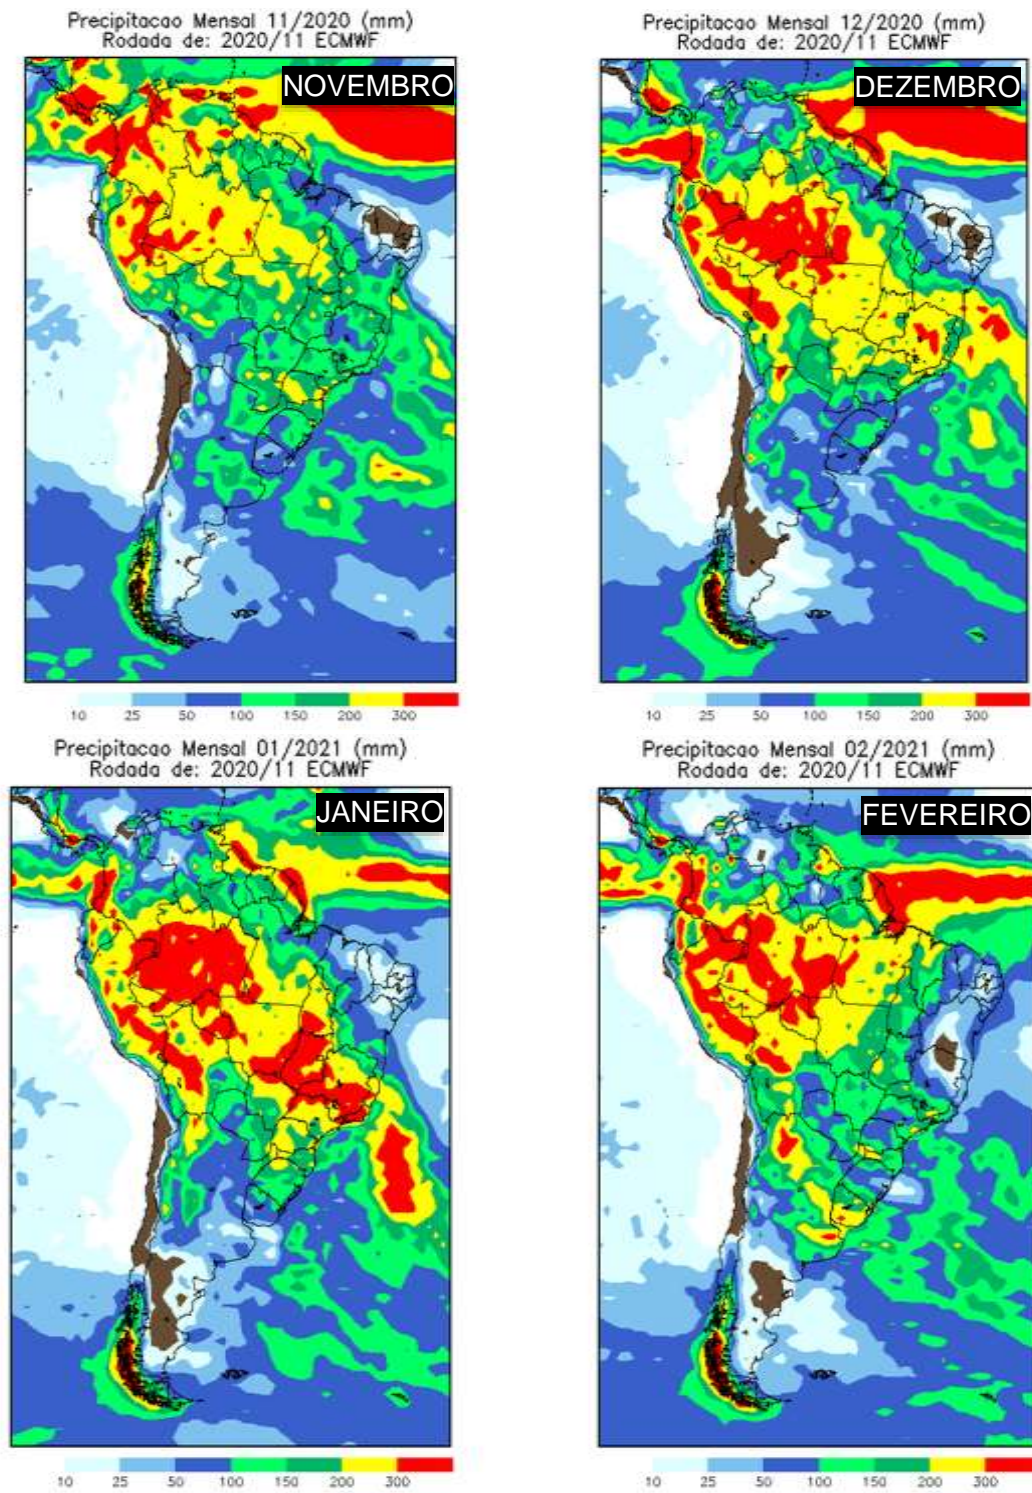 Precipitacao Mensal 11/2020 (mm)
Rodada de: 2020/11 ECMWF
NOVEMBRO
10 25 50 100 150 200 300
Precipitacao Mensal 12/2020 (mm)
Rodada de: 2020/11 ECMWF
DEZEMBRO
10 25 50 100 150 200 300
Precipitacao Mensal 01/2021 (mm)
Rodada de: 2020/11 ECMWF
JANEIRO
10 25 50 100 150 200 300
Precipitacao Mensal 02/2021 (mm)
Rodada de: 2020/11 ECMWF
FEVEREIRO
10 25 50 100 150 200 300